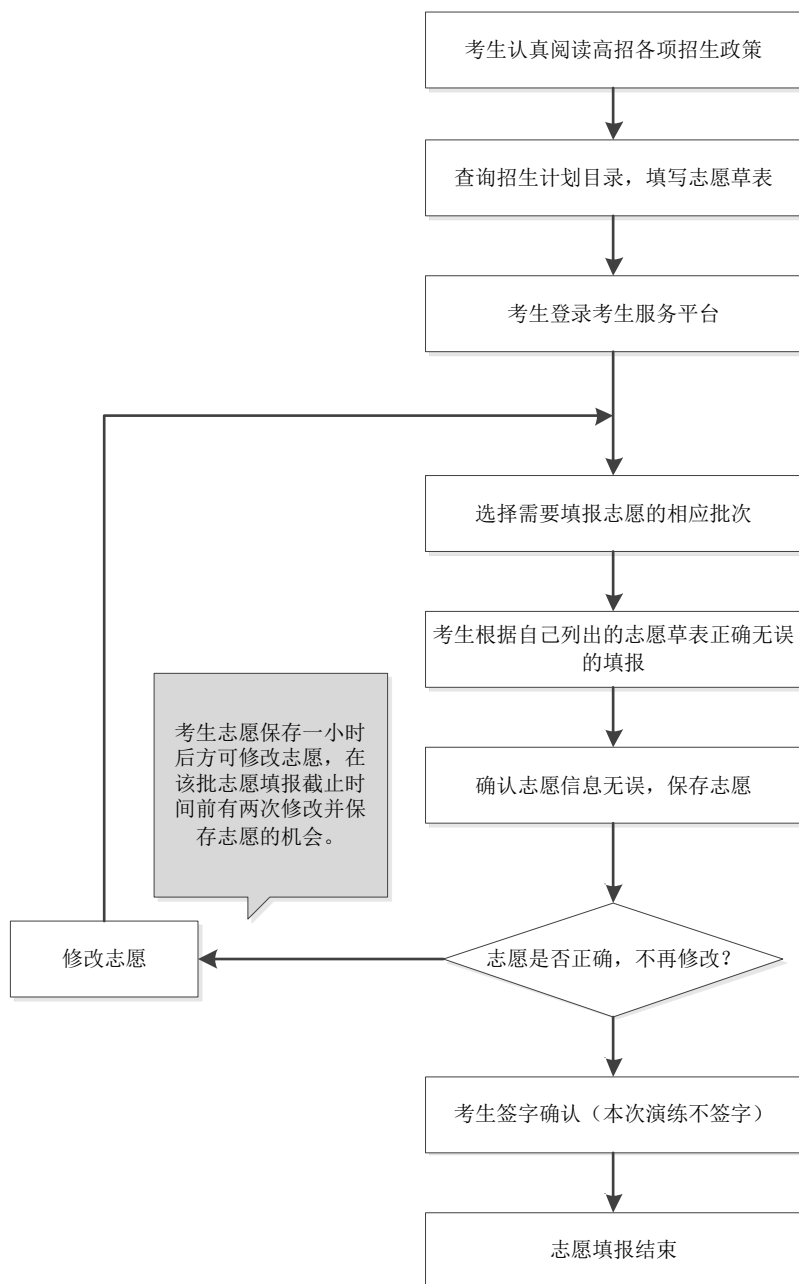 考生认真阅读高招各项招生政策
查询招生计划目录，填写志愿草表
考生登录考生服务平台
选择需要填报志愿的相应批次
考生根据自己列出的志愿草表正确无误
的填报
考生志愿保存一小时
后方可修改志愿，在
该批志愿填报截止时
间前有两次修改并保
存志愿的机会。
确认志愿信息无误，保存志愿
修改志愿
志愿是否正确，不再修改？
考生签字确认（本次演练不签字）
志愿填报结束